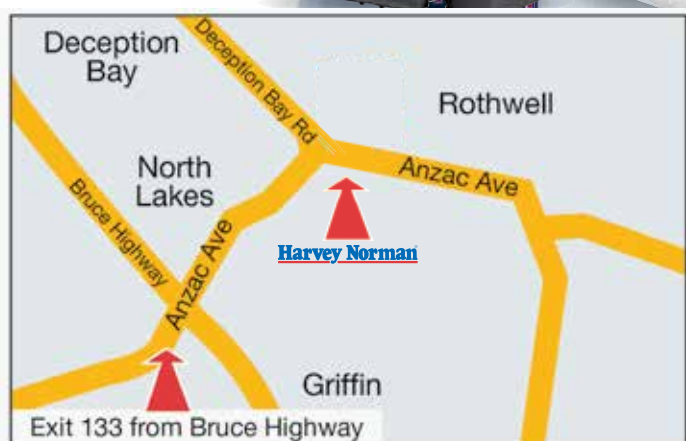 Deception
Bay
Deception Bay Rd
Rothwell
North
Lakes
Anzac Ave
Bruce Highway
Anzac Ave
Harvey Norman
Griffin
Exit 133 from Bruce Highway